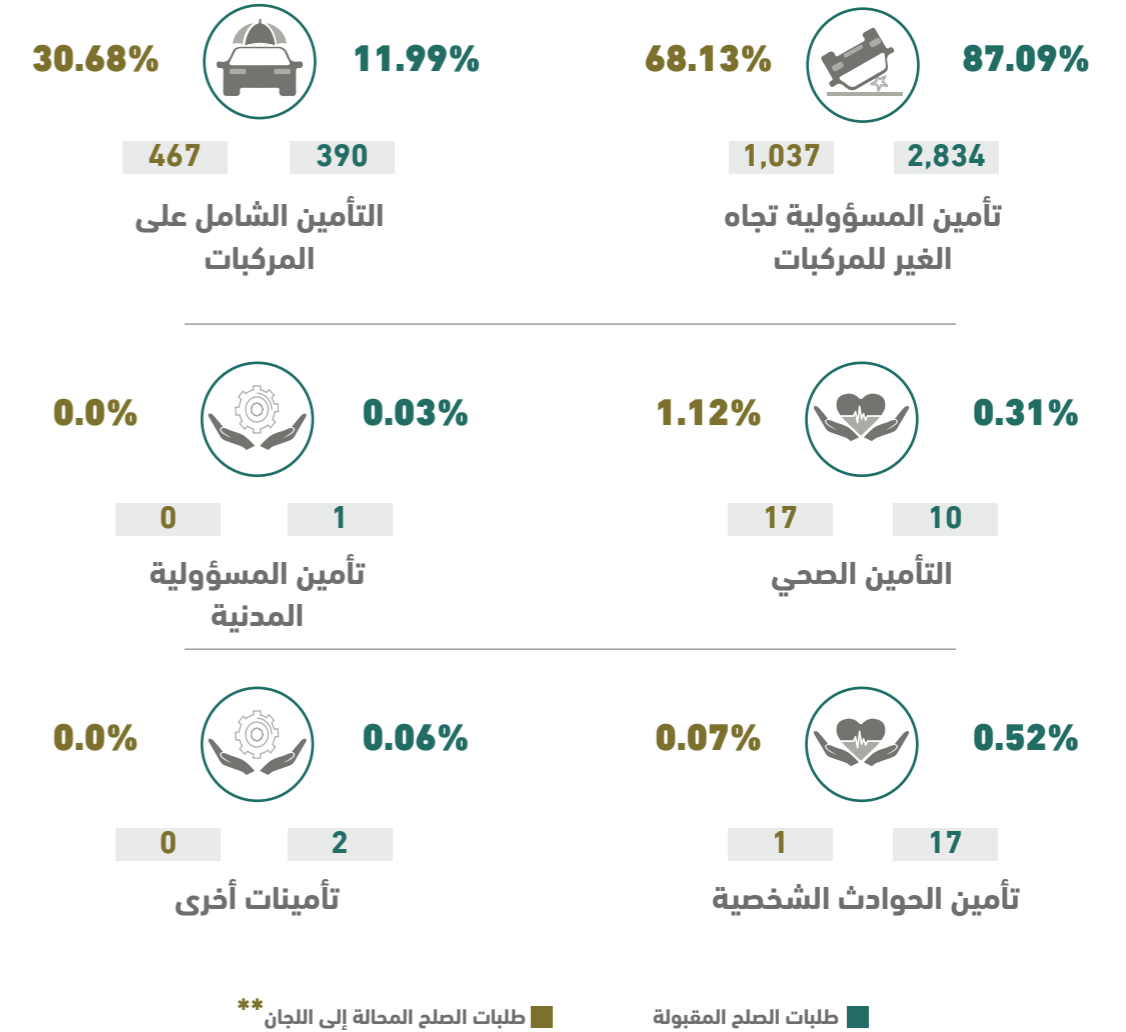 87.09%
68.13%
2,834
1,037
تأمين المسؤولية تجاه
الغير للمركبات
11.99%
30.68%
390
467
التأمين الشامل على
المركبات
0.31%
1.12%
10
17
التأمين الصحي
0.03%
0.0%
1
0
تأمين المسؤولية
المدنية
0.52%
0.07%
17
1
تأمين الحوادث الشخصية
0.06%
0.0%
2
0
تأمينات أخرى
طلبات الصلح المقبولة
طلبات الصلح المحالة إلى اللجان**